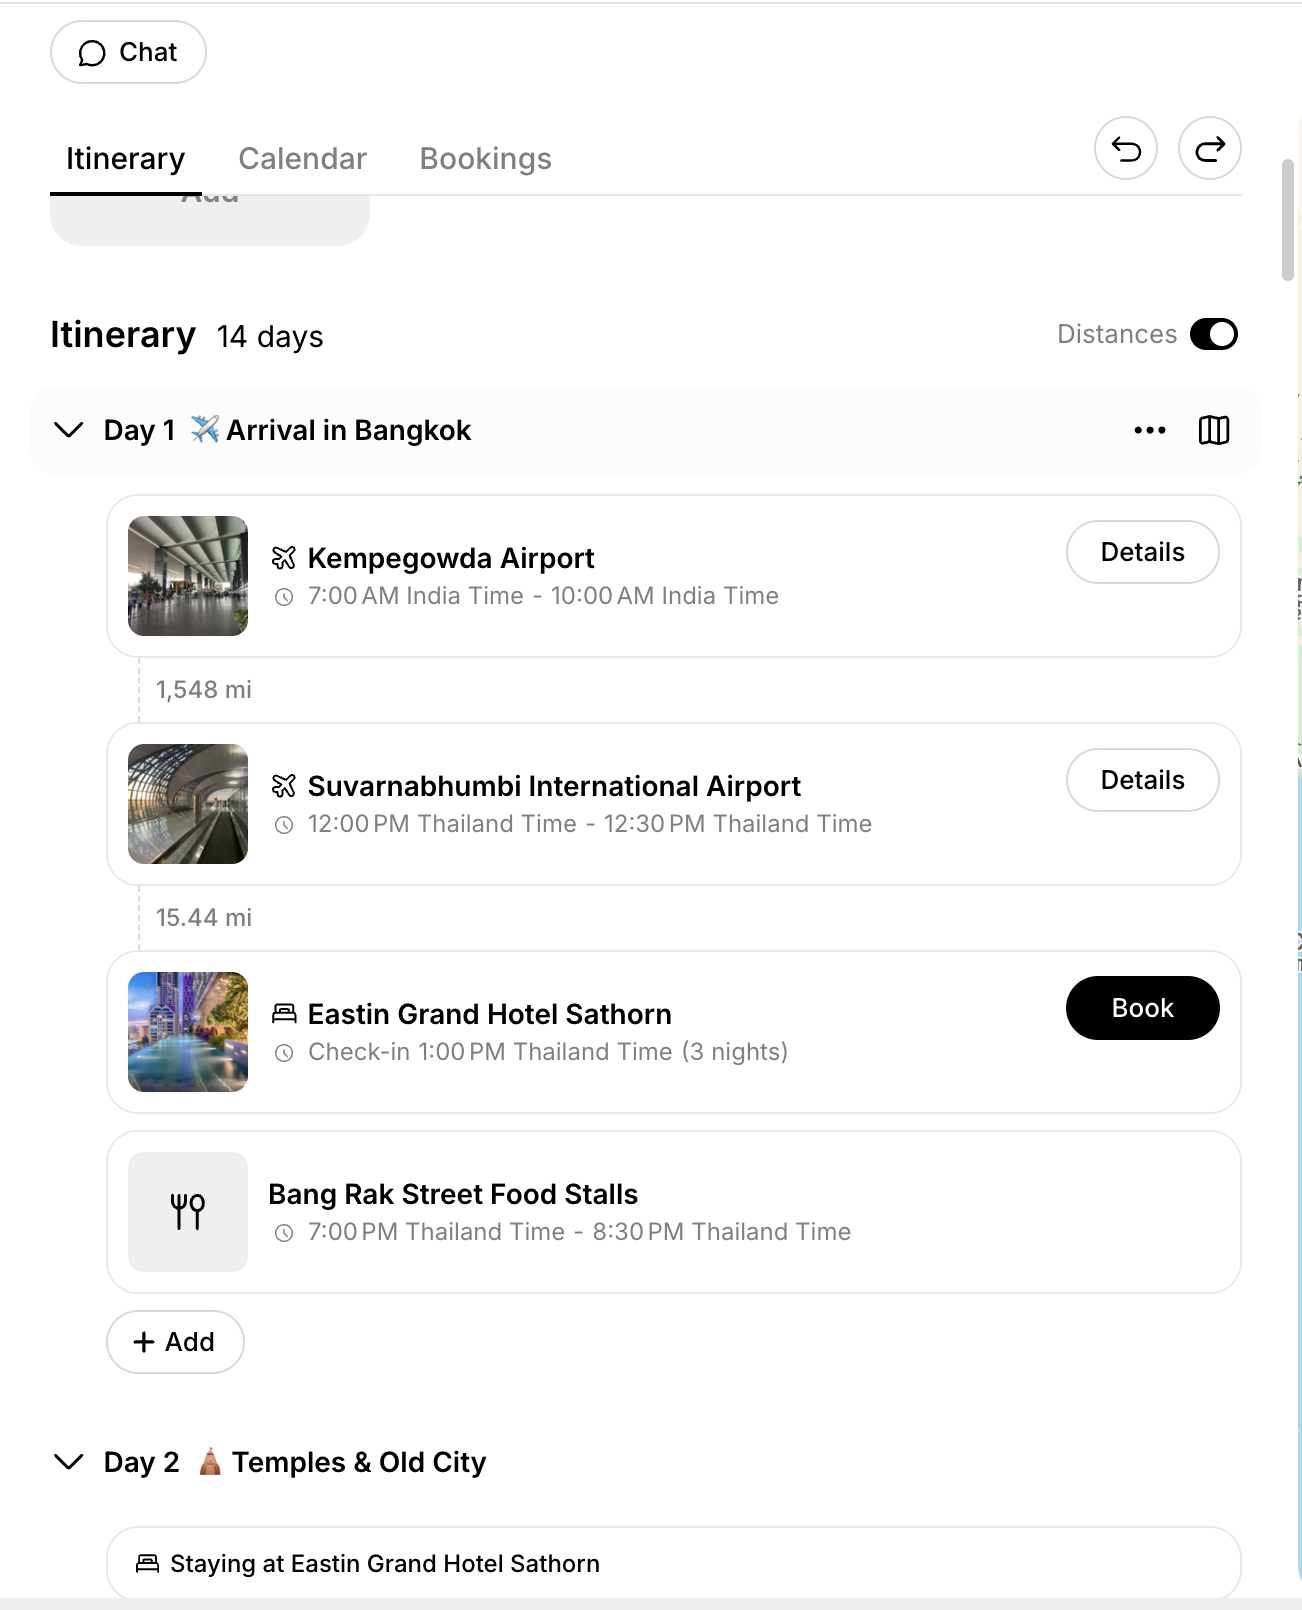 Chat
Itinerary Calendar Bookings
Add
Itinerary 14 days Distances
Day 1 ✈️ Arrival in Bangkok
Kempegowda Airport Details
7:00 AM India Time - 10:00 AM India Time
1,548 mi
Suvarnabhumbi International Airport Details
12:00 PM Thailand Time - 12:30 PM Thailand Time
15.44 mi
Eastin Grand Hotel Sathorn Book
Check-in 1:00 PM Thailand Time (3 nights)
Bang Rak Street Food Stalls
7:00 PM Thailand Time - 8:30 PM Thailand Time
+ Add
Day 2 🛕 Temples & Old City
Staying at Eastin Grand Hotel Sathorn